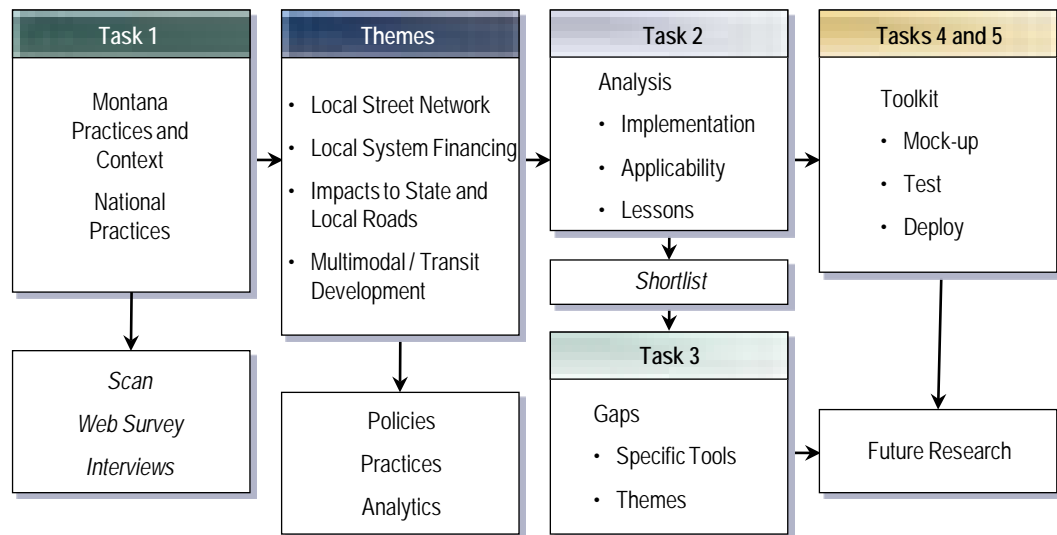 Task 1
Montana
Practices and
Context
National
Practices
Scan
Web Survey
Interviews
Themes
• Local Street Network
• Local System Financing
• Impacts to State and
Local Roads
• Multimodal / Transit
Development
Policies
Practices
Analytics
Task 2
Analysis
• Implementation
• Applicability
• Lessons
Shortlist
Task 3
Gaps
• Specific Tools
• Themes
Tasks 4 and 5
Toolkit
• Mock-up
• Test
• Deploy
Future Research